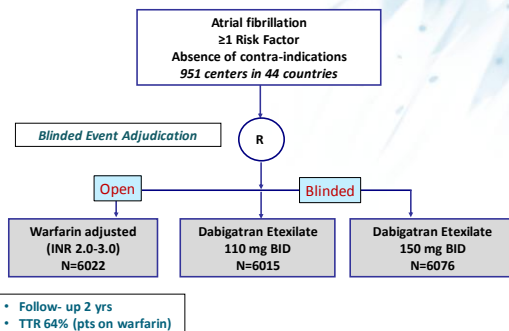 Atrial fibrillation
≥1 Risk Factor
Absence of contra-indications
951 centers in 44 countries
Blinded Event Adjudication
R
Open
Blinded
Warfarin adjusted
(INR 2.0-3.0)
N=6022
Dabigatran Etexilate
110 mg BID
N=6015
Dabigatran Etexilate
150 mg BID
N=6076
• Follow- up 2 yrs
• TTR 64% (pts on warfarin)